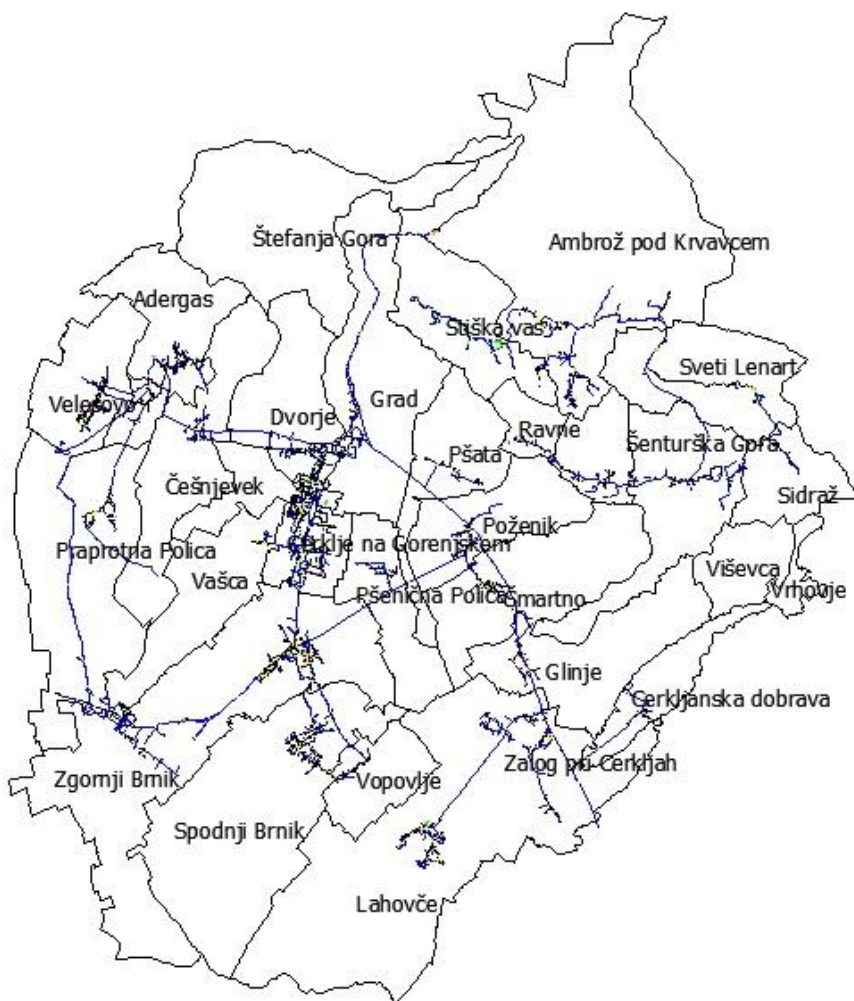 Štefanja Gora
Ambrož pod Krvavcem
Adergas
Štiška vas
Sveti Lenart
Velesovo
Grad
Dvorje
Ravne
Šenturška Gora
Pšata
Češnjevek
Sidraž
Poženik
Cerklje na Gorenjskem
Praprotna Polica
Viševca
Vašca
Vrhovje
Pšenična Polica
Šmartno
Glinje
Cerkljanska dobrava
Zalog pri Cerkljah
Zgornji Brnik
Vopovlje
Spodnji Brnik
Lahovče